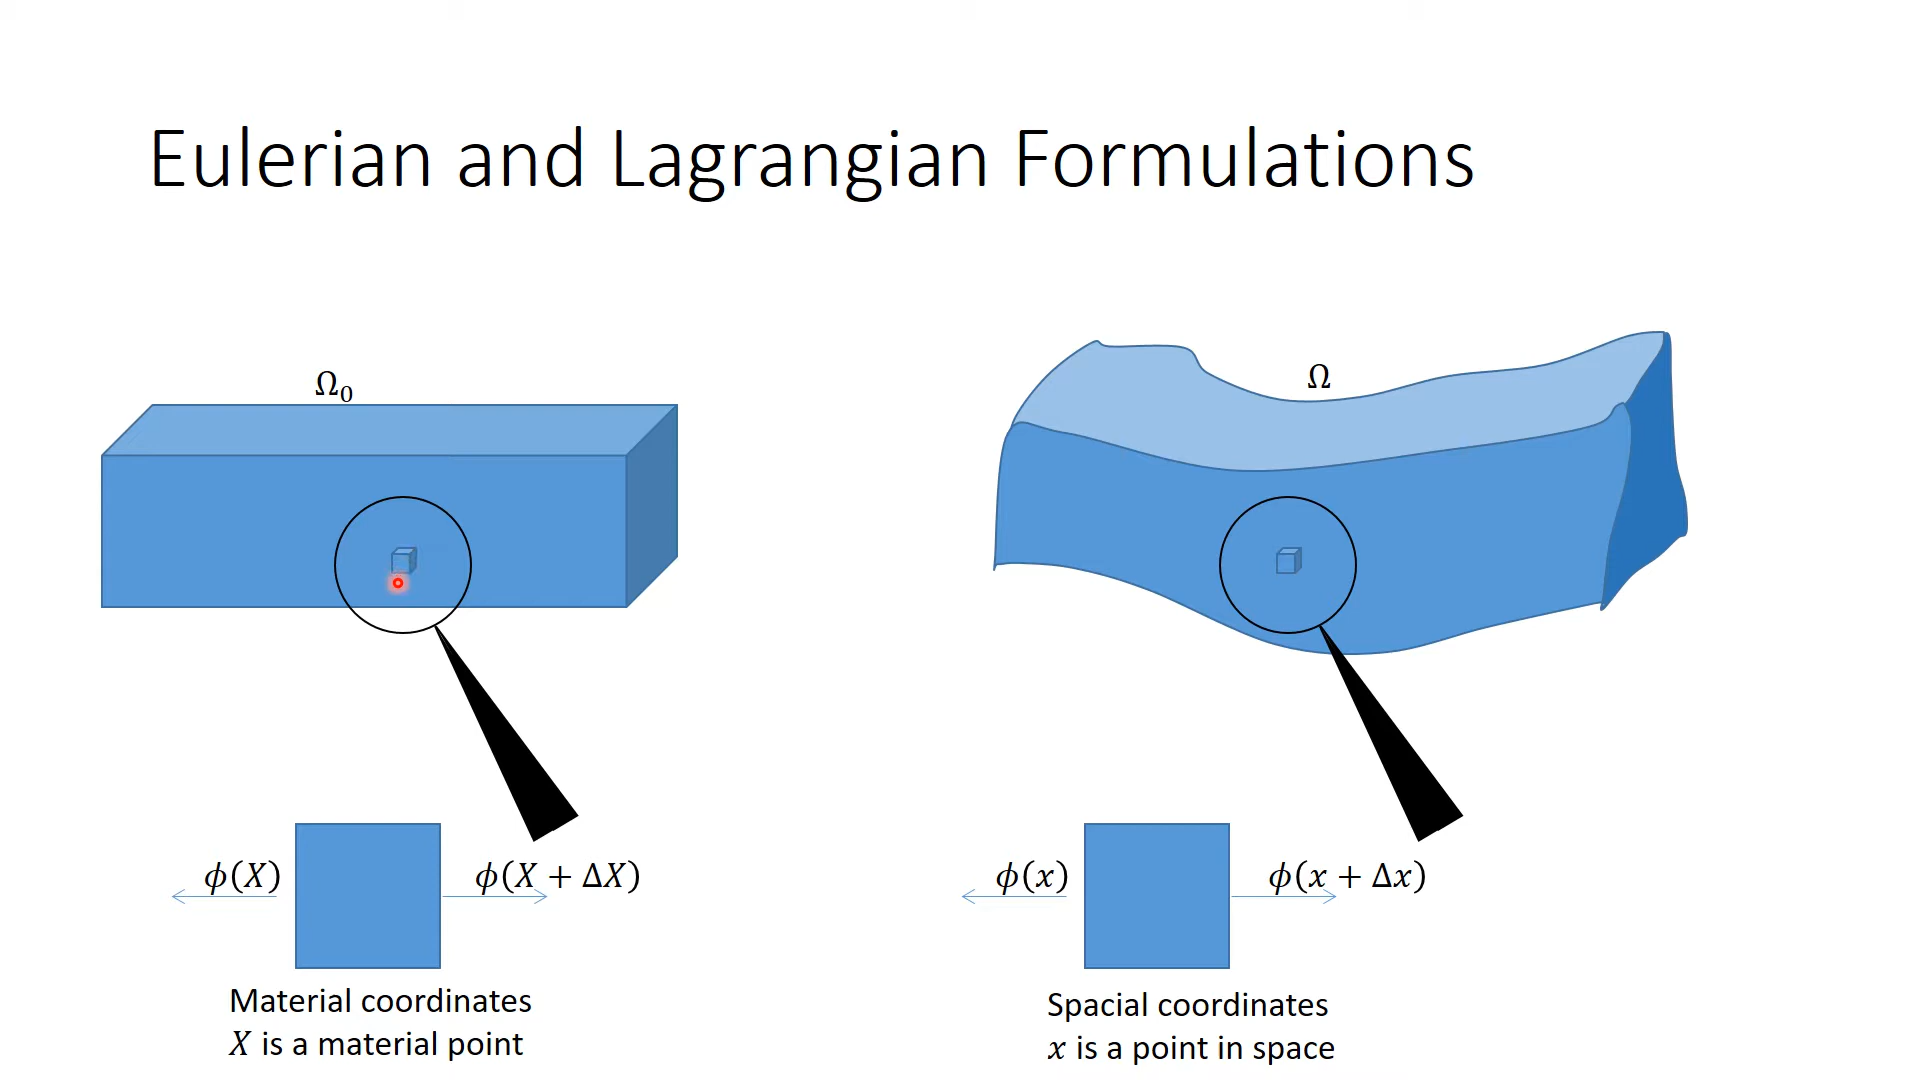 Eulerian and Lagrangian Formulations
Ω₀
Ω
ϕ(X)
ϕ(X + ΔX)
ϕ(x)
ϕ(x + Δx)
Material coordinates
X is a material point
Spacial coordinates
x is a point in space